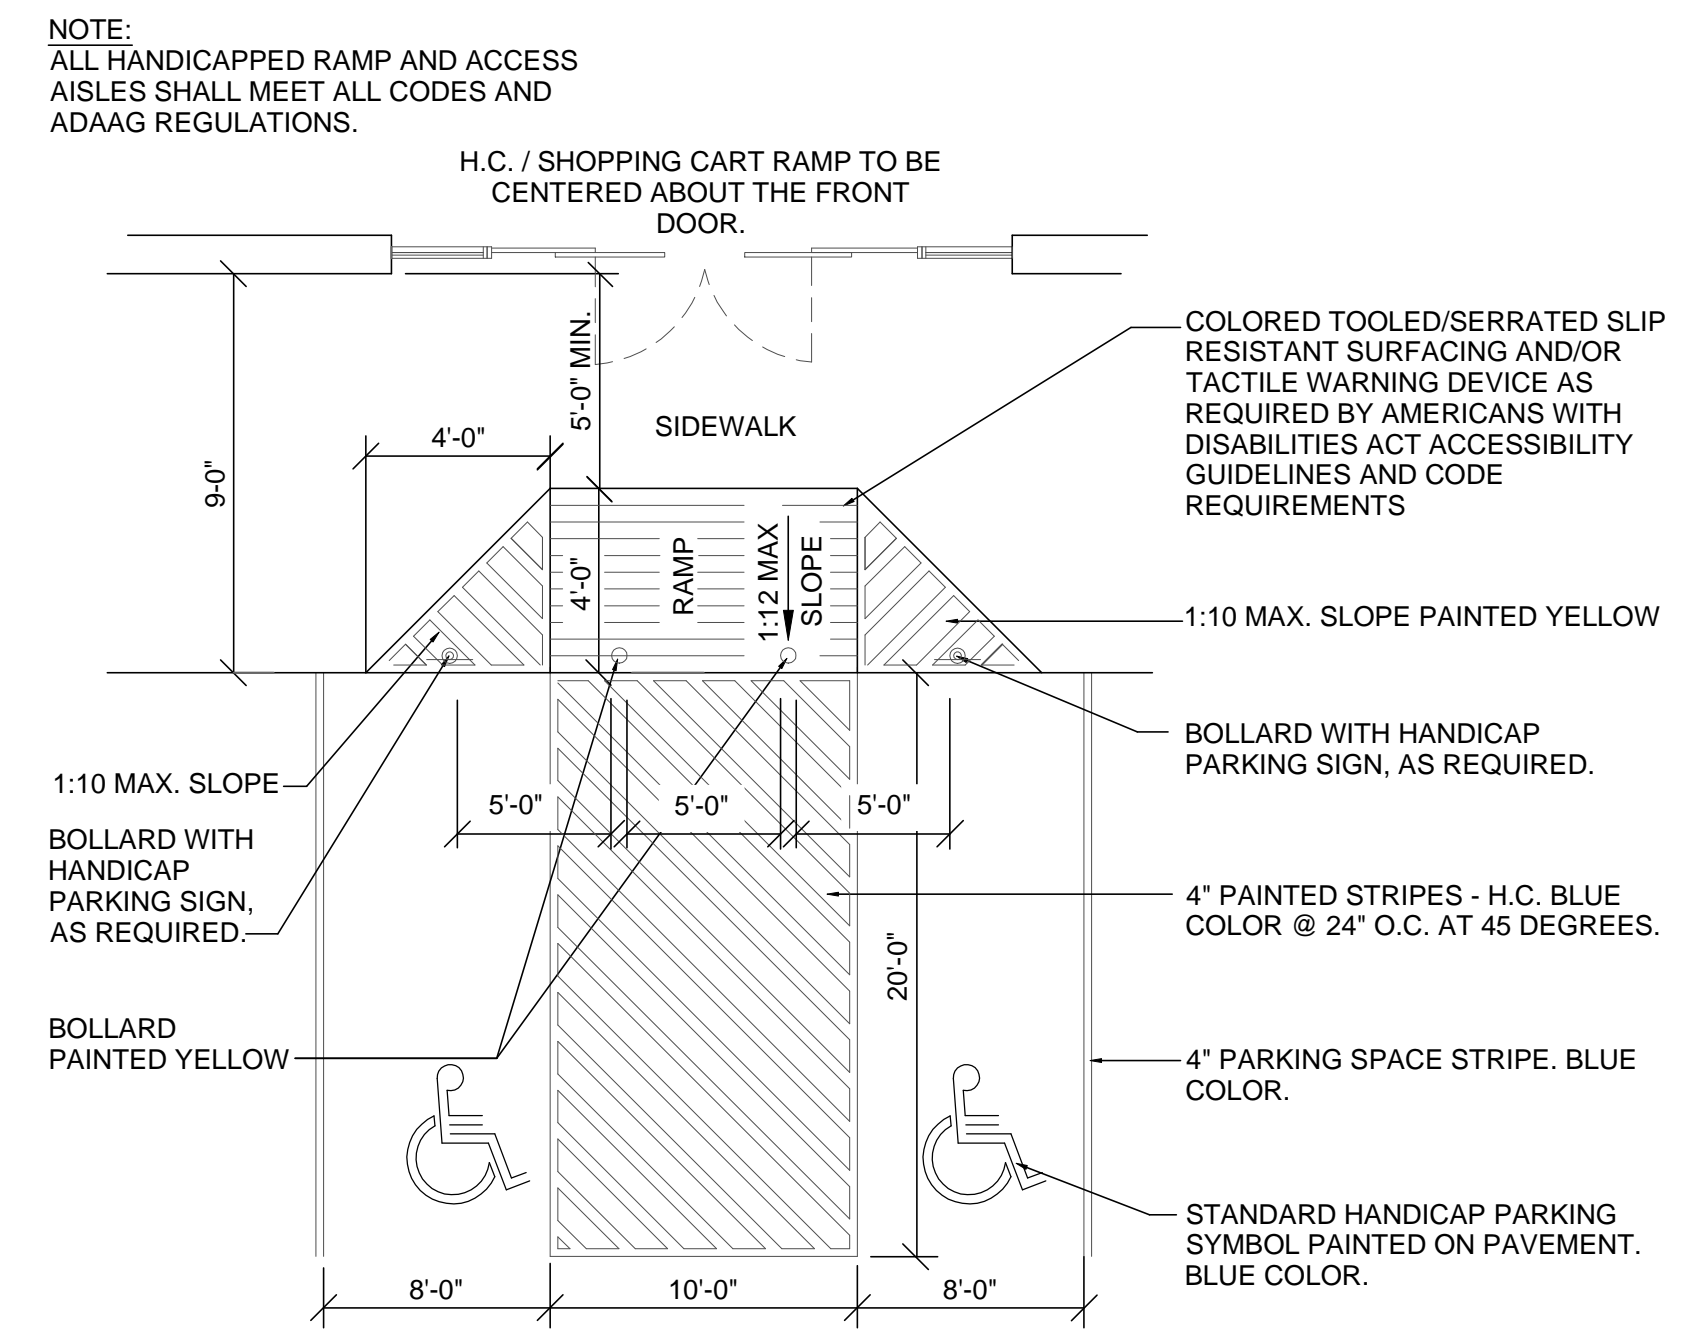 NOTE:
ALL HANDICAPPED RAMP AND ACCESS
AISLES SHALL MEET ALL CODES AND
ADAAG REGULATIONS.
H.C. / SHOPPING CART RAMP TO BE
CENTERED ABOUT THE FRONT
DOOR.
COLORED TOOLED/SERRATED SLIP
RESISTANT SURFACING AND/OR
TACTILE WARNING DEVICE AS
REQUIRED BY AMERICANS WITH
DISABILITIES ACT ACCESSIBILITY
GUIDELINES AND CODE
REQUIREMENTS
5'-0" MIN.
SIDEWALK
4'-0"
9'-0"
4'-0"
RAMP
1:12 MAX
SLOPE
1:10 MAX. SLOPE PAINTED YELLOW
BOLLARD WITH HANDICAP
PARKING SIGN, AS REQUIRED.
1:10 MAX. SLOPE
5'-0"
5'-0"
5'-0"
BOLLARD WITH
HANDICAP
PARKING SIGN,
AS REQUIRED.
4" PAINTED STRIPES - H.C. BLUE
COLOR @ 24" O.C. AT 45 DEGREES.
20'-0"
BOLLARD
PAINTED YELLOW
4" PARKING SPACE STRIPE. BLUE
COLOR.
STANDARD HANDICAP PARKING
SYMBOL PAINTED ON PAVEMENT.
BLUE COLOR.
8'-0"
10'-0"
8'-0"